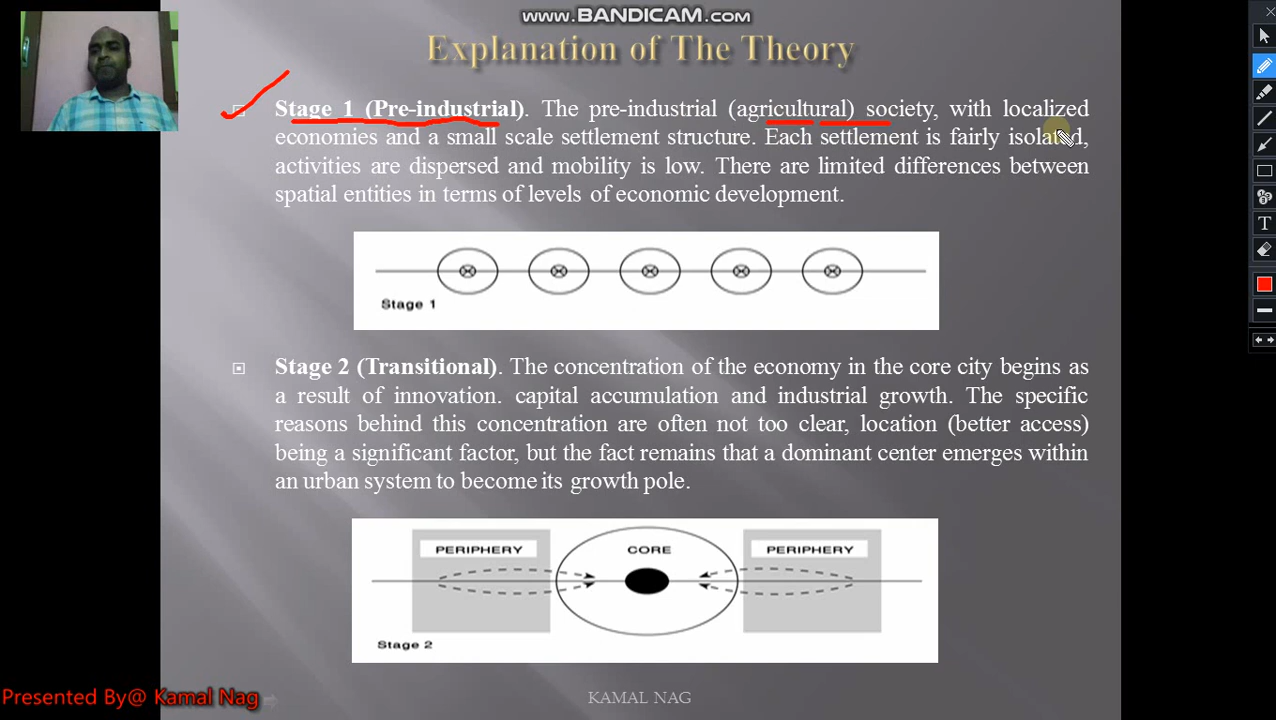 WWW.BANDICAM.COM
Explanation of The Theory
Stage 1 (Pre-industrial). The pre-industrial (agricultural) society, with localized
economies and a small scale settlement structure. Each settlement is fairly isolated,
activities are dispersed and mobility is low. There are limited differences between
spatial entities in terms of levels of economic development.
Stage 1
Stage 2 (Transitional). The concentration of the economy in the core city begins as
a result of innovation. capital accumulation and industrial growth. The specific
reasons behind this concentration are often not too clear, location (better access)
being a significant factor, but the fact remains that a dominant center emerges within
an urban system to become its growth pole.
PERIPHERY CORE PERIPHERY
Stage 2
Presented By@ Kamal Nag
KAMAL NAG
T